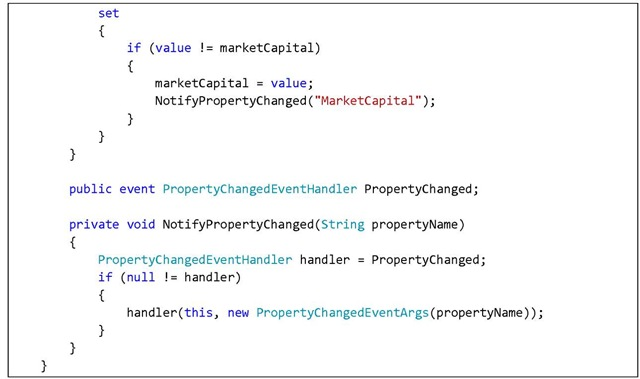 set
{
if (value != marketCapital)
{
marketCapital = value;
NotifyPropertyChanged("MarketCapital");
}
}
}
public event PropertyChangedEventHandler PropertyChanged;
private void NotifyPropertyChanged(String propertyName)
{
PropertyChangedEventHandler handler = PropertyChanged;
if (null != handler)
{
handler(this, new PropertyChangedEventArgs(propertyName));
}
}
}